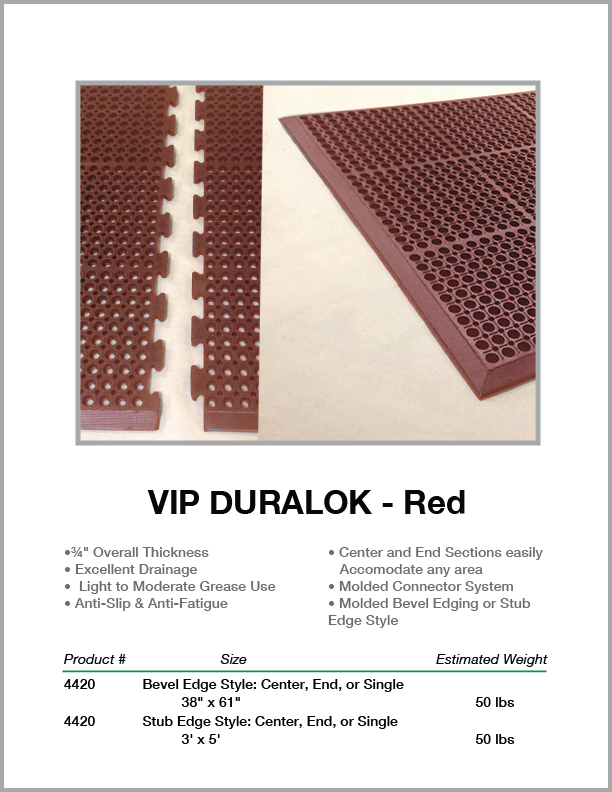 VIP DURALOK - Red
•¾" Overall Thickness
• Excellent Drainage
•  Light to Moderate Grease Use
• Anti-Slip & Anti-Fatigue
• Center and End Sections easily
Accomodate any area
• Molded Connector System
• Molded Bevel Edging or Stub
Edge Style
Product # Size Estimated Weight
4420 Bevel Edge Style: Center, End, or Single
38" x 61" 50 lbs
4420 Stub Edge Style: Center, End, or Single
3' x 5' 50 lbs